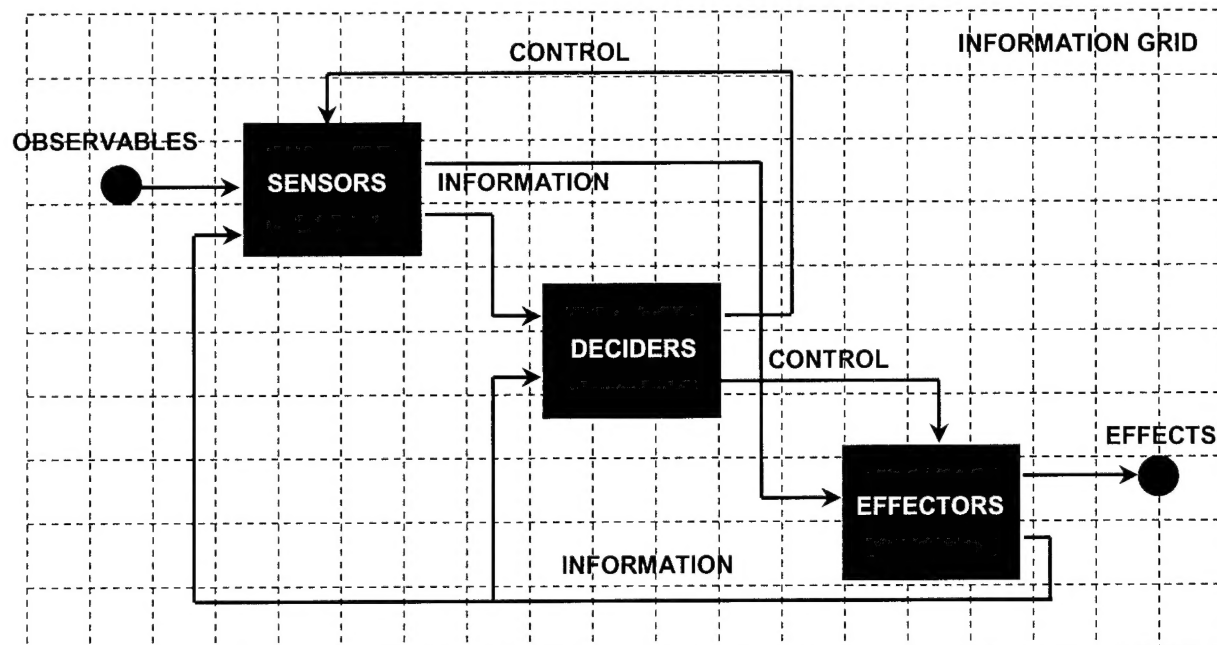 CONTROL
INFORMATION GRID
OBSERVABLES
SENSORS
INFORMATION
DECIDERS
CONTROL
EFFECTS
EFFECTORS
INFORMATION